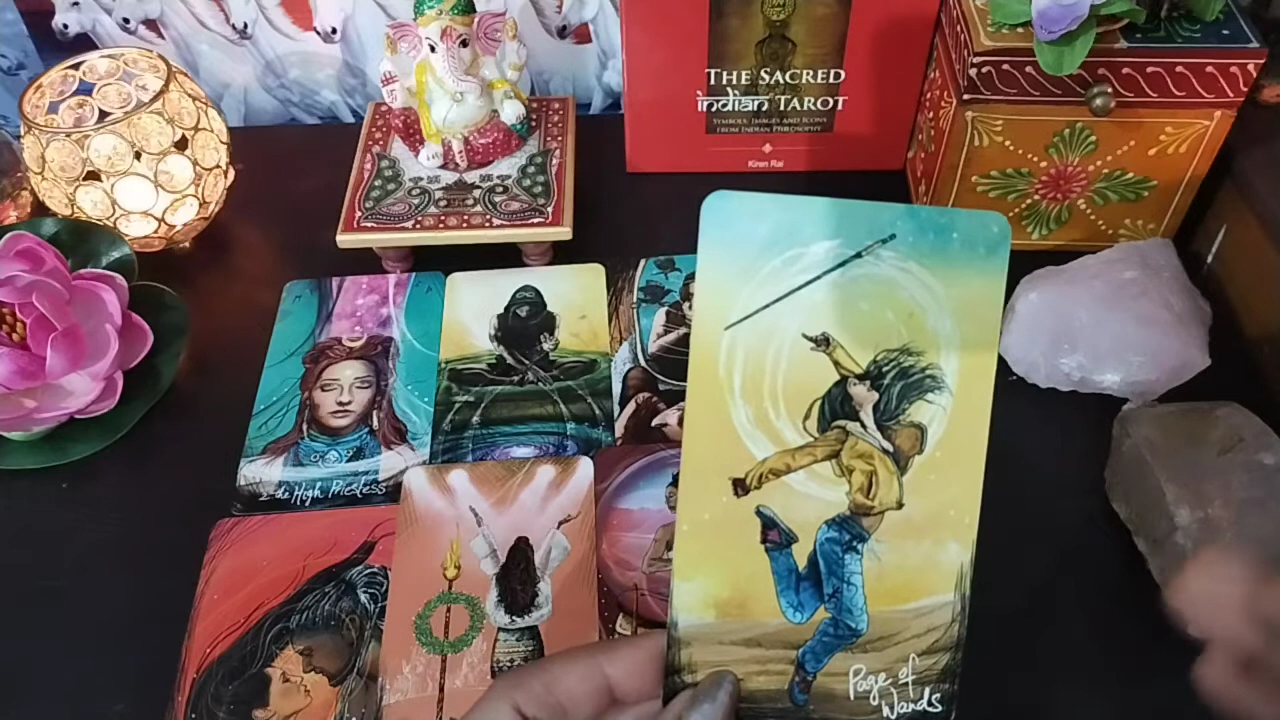 THE SACRED
indian TAROT
SYMBOLS, IMAGES AND ICONS
FROM INDIAN PHILOSOPHY
Kiran Rai
2 the High Priestess
Page of
Wands